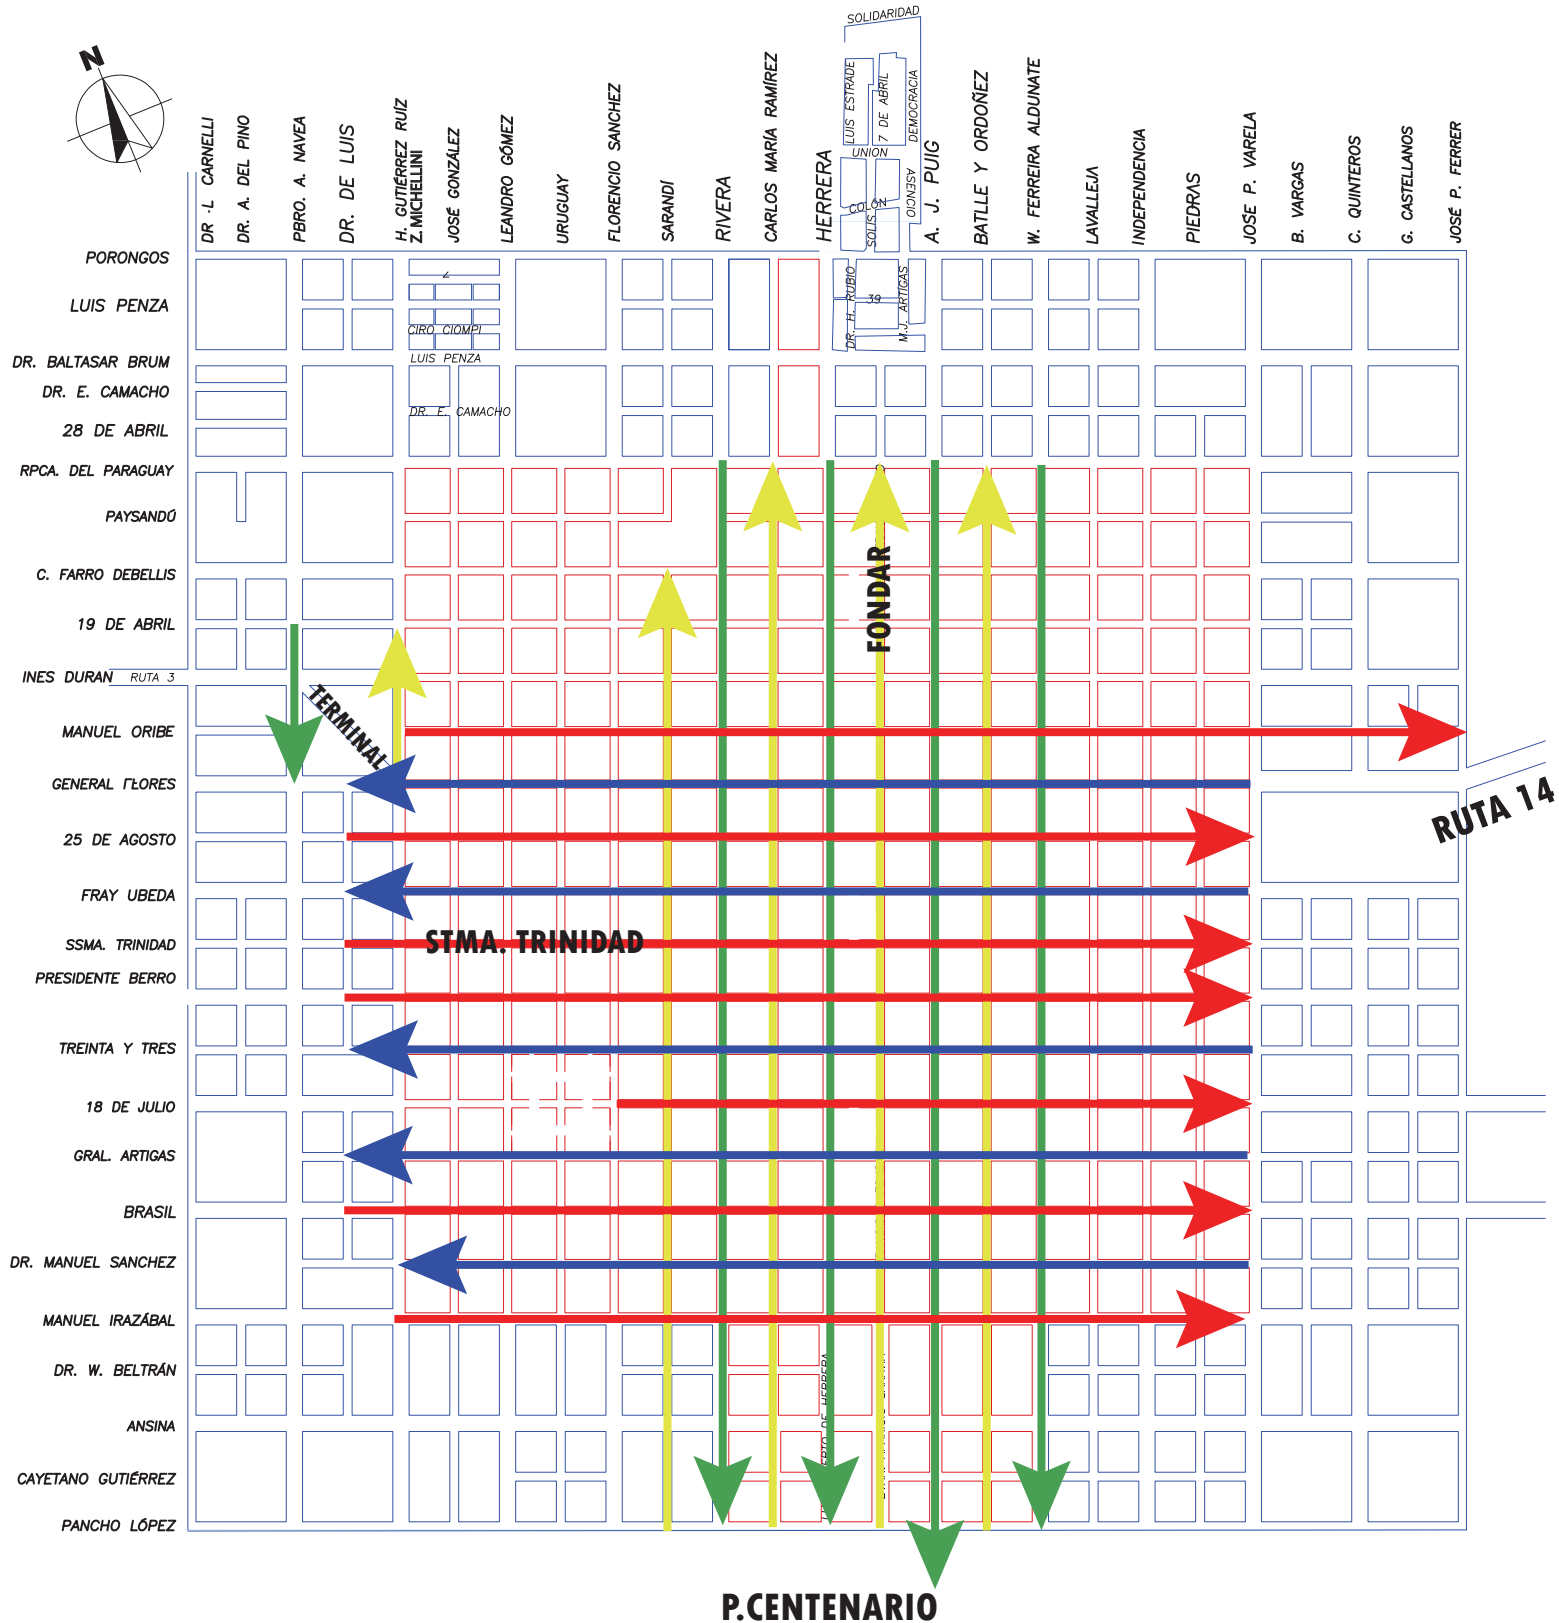 SOLIDARIDAD
N
LUIS ESTRADE
7 DE ABRIL
DEMOCRACIA
UNION
ASENCIO
COLÓN
SOLIS
DR L CARNELLI
DR. A. DEL PINO
PBRO. A. NAVEA
DR. DE LUIS
H. GUTIÉRREZ RUÍZ
Z. MICHELLINI
JOSÉ GONZÁLEZ
LEANDRO GÓMEZ
URUGUAY
FLORENCIO SANCHEZ
SARANDÍ
RIVERA
CARLOS MARÍA RAMÍREZ
HERRERA
A. J. PUIG
BATLLE Y ORDOÑEZ
W. FERREIRA ALDUNATE
LAVALLEJA
INDEPENDENCIA
PIEDRAS
JOSE P. VARELA
B. VARGAS
C. QUINTEROS
G. CASTELLANOS
JOSÉ P. FERRER
PORONGOS
LUIS PENZA
DR. H. RUBIO
39
M.J. ARTIGAS
CIRO CIOMPI
LUIS PENZA
DR. BALTASAR BRUM
DR. E. CAMACHO
DR. E. CAMACHO
28 DE ABRIL
RPCA. DEL PARAGUAY
PAYSANDÚ
C. FARRO DEBELLIS
FONDAR
19 DE ABRIL
INES DURAN RUTA 3
TERMINAL
MANUEL ORIBE
GENERAL FLORES
RUTA 14
25 DE AGOSTO
FRAY UBEDA
SSMA. TRINIDAD
STMA. TRINIDAD
PRESIDENTE BERRO
TREINTA Y TRES
18 DE JULIO
GRAL. ARTIGAS
BRASIL
DR. MANUEL SANCHEZ
MANUEL IRAZÁBAL
DR. W. BELTRÁN
DE HERRERA
ANSINA
CAYETANO GUTIÉRREZ
PANCHO LÓPEZ
P.CENTENARIO